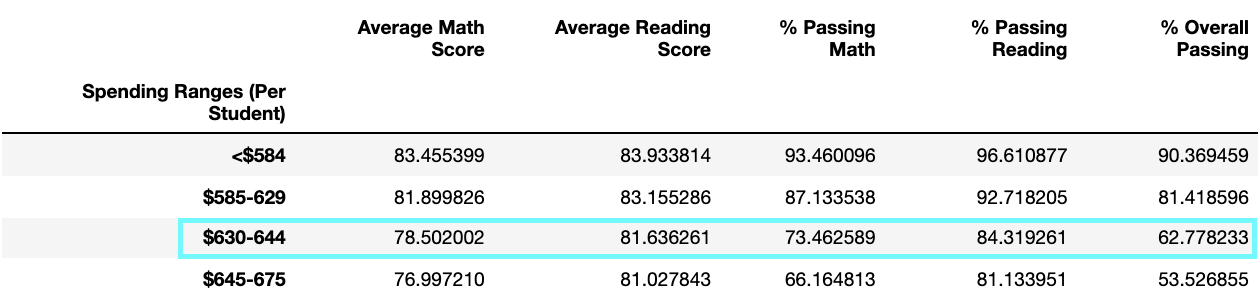 Average Math Score Average Reading Score % Passing Math % Passing Reading % Overall Passing
Spending Ranges (Per Student)
<$584 83.455399 83.933814 93.460096 96.610877 90.369459
$585-629 81.899826 83.155286 87.133538 92.718205 81.418596
$630-644 78.502002 81.636261 73.462589 84.319261 62.778233
$645-675 76.997210 81.027843 66.164813 81.133951 53.526855